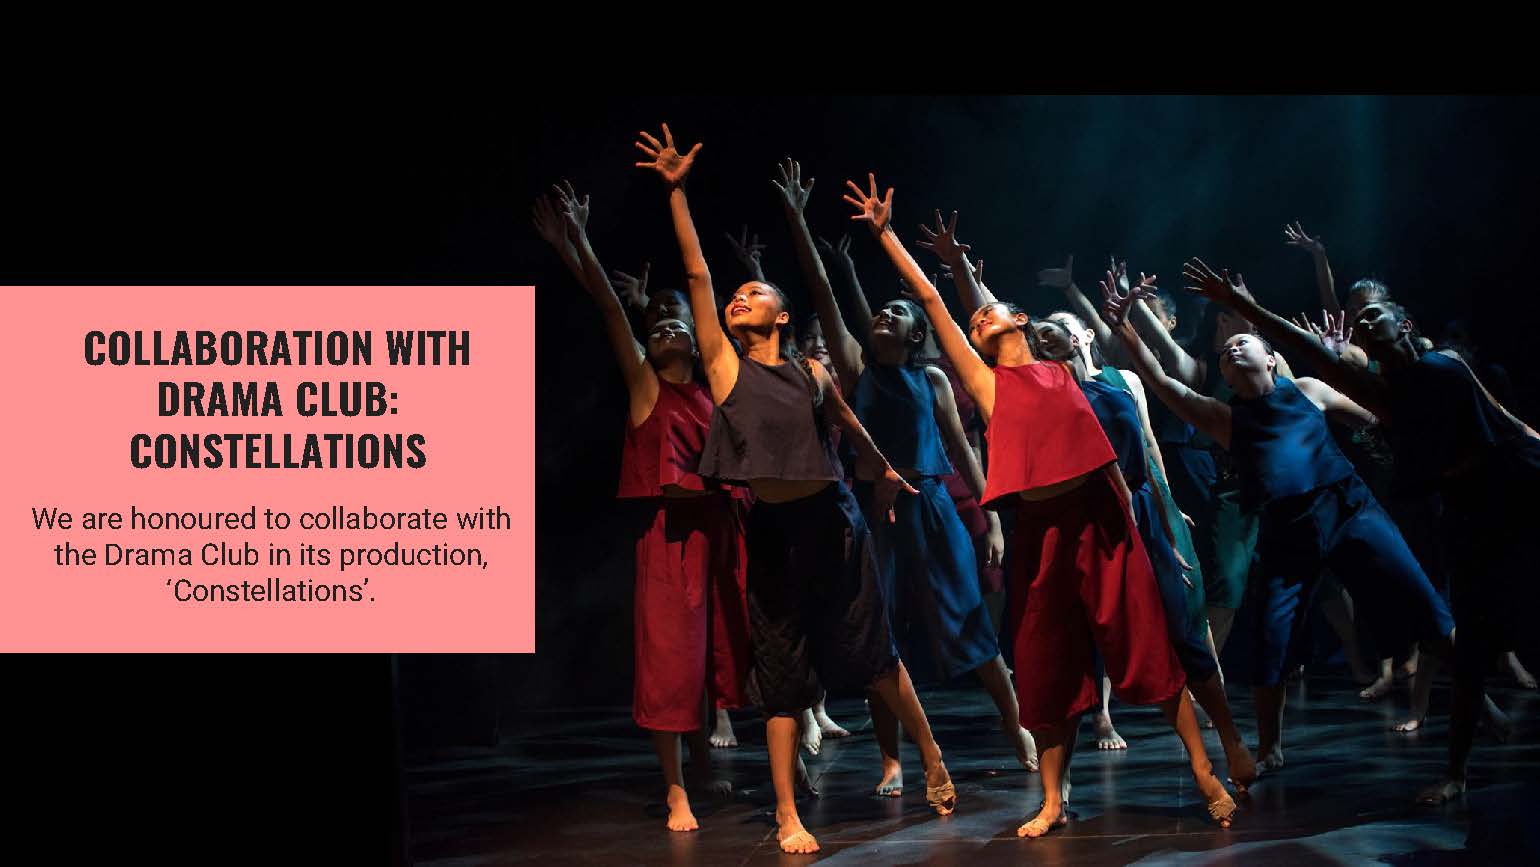 COLLABORATION WITH
DRAMA CLUB:
CONSTELLATIONS
We are honoured to collaborate with
the Drama Club in its production,
‘Constellations’.